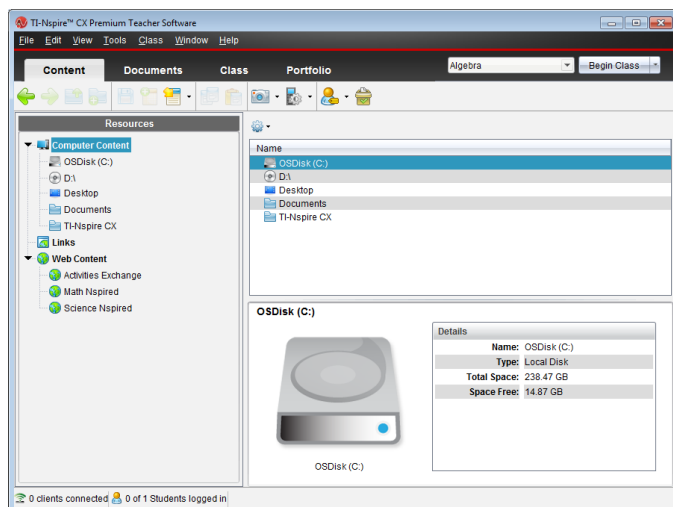 TI-Nspire™ CX Premium Teacher Software
File Edit View Tools Class Window Help
Content Documents Class Portfolio Algebra Begin Class
Resources
Computer Content
OSDisk (C:)
D:\
Desktop
Documents
TI-Nspire CX
Links
Web Content
Activities Exchange
Math Nspired
Science Nspired
Name
OSDisk (C:)
D:\
Desktop
Documents
TI-Nspire CX
OSDisk (C:)
OSDisk (C:)
Details
Name: OSDisk (C:)
Type: Local Disk
Total Space: 238.47 GB
Space Free: 14.87 GB
0 clients connected 0 of 1 Students logged in